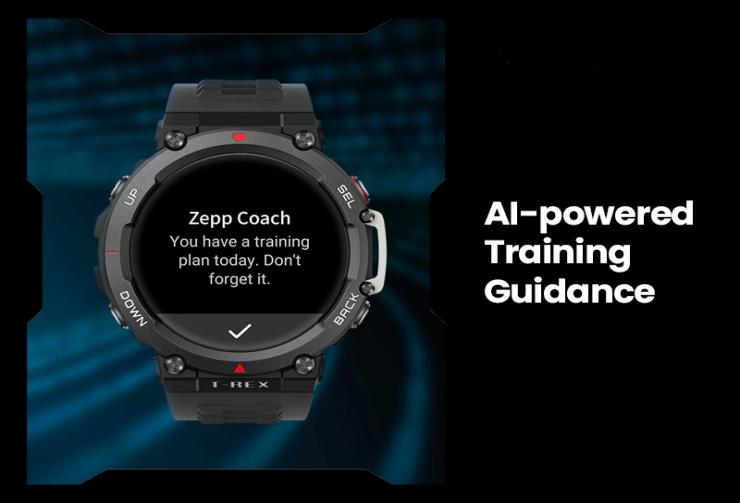 UP
SEL
Zepp Coach
You have a training
plan today. Don't
forget it.
DOWN
BACK
T-REX
AI-powered
Training
Guidance